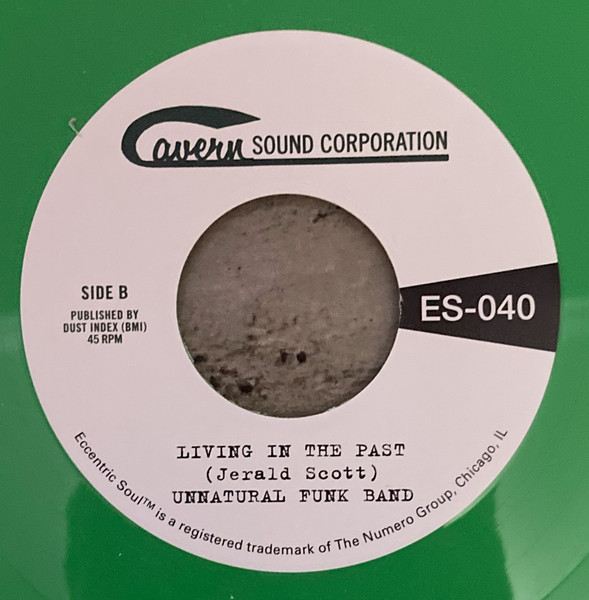 Cavern SOUND CORPORATION
SIDE B
PUBLISHED BY
DUST INDEX (BMI)
45 RPM
ES-040
LIVING IN THE PAST
(Jerald Scott)
UNNATURAL FUNK BAND
Eccentric Soul™ is a registered trademark of The Numero Group, Chicago, IL